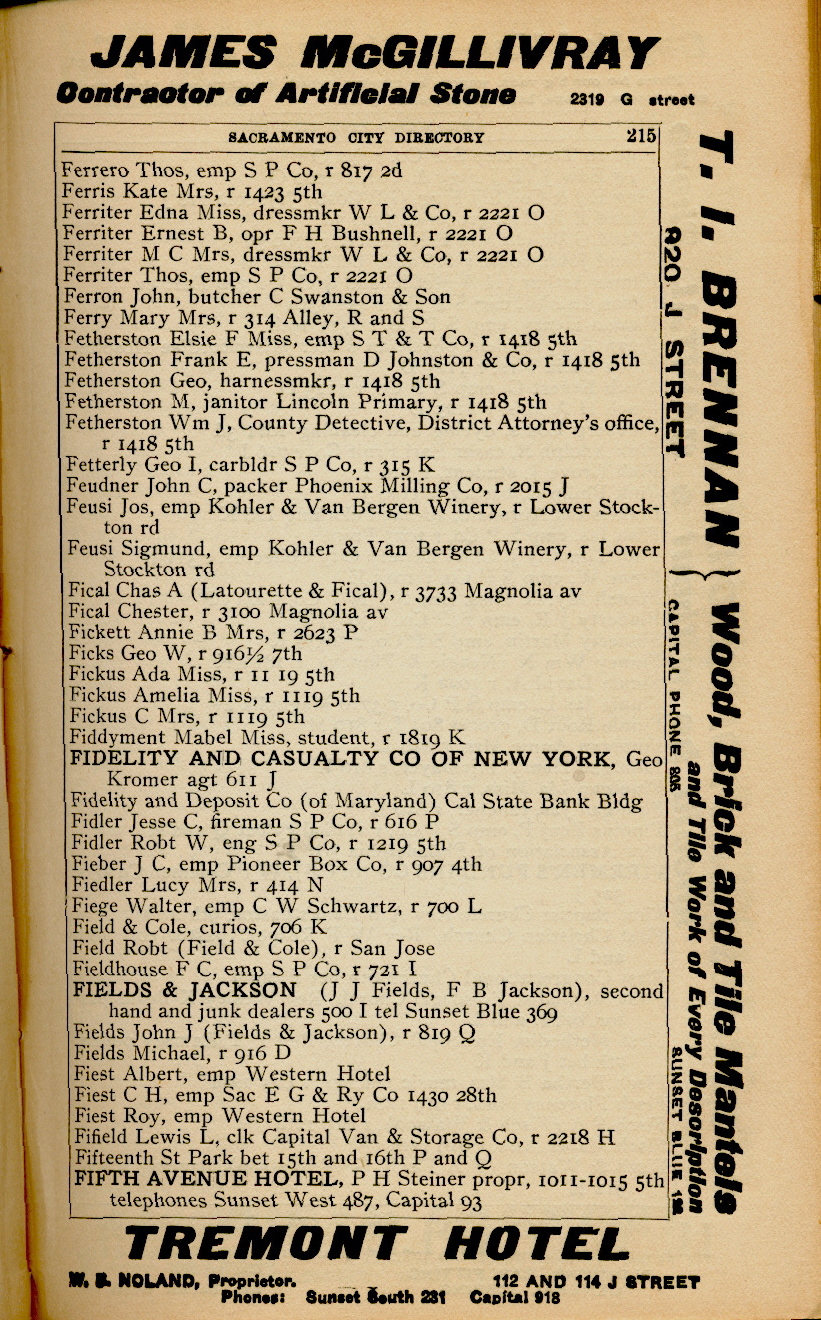 JAMES McGILLIVRAY
Contractor of Artificial Stone 2319 G street
SACRAMENTO CITY DIRECTORY 215
Ferrero Thos, emp S P Co, r 817 2d
Ferris Kate Mrs, r 1423 5th
Ferriter Edna Miss, dressmkr W L & Co, r 2221 O
Ferriter Ernest B, opr F H Bushnell, r 2221 O
Ferriter M C Mrs, dressmkr W L & Co, r 2221 O
Ferriter Thos, emp S P Co, r 2221 O
Ferron John, butcher C Swanston & Son
Ferry Mary Mrs, r 314 Alley, R and S
Fetherston Elsie F Miss, emp S T & T Co, r 1418 5th
Fetherston Frank E, pressman D Johnston & Co, r 1418 5th
Fetherston Geo, harnessmkr, r 1418 5th
Fetherston M, janitor Lincoln Primary, r 1418 5th
Fetherston Wm J, County Detective, District Attorney's office,
r 1418 5th
Fetterly Geo I, carbldr S P Co, r 315 K
Feudner John C, packer Phoenix Milling Co, r 2015 J
Feusi Jos, emp Kohler & Van Bergen Winery, r Lower Stock-
ton rd
Feusi Sigmund, emp Kohler & Van Bergen Winery, r Lower
Stockton rd
Fical Chas A (Latourette & Fical), r 3733 Magnolia av
Fical Chester, r 3100 Magnolia av
Fickett Annie B Mrs, r 2623 P
Ficks Geo W, r 916½ 7th
Fickus Ada Miss, r 11 19 5th
Fickus Amelia Miss, r 1119 5th
Fickus C Mrs, r 1119 5th
Fiddyment Mabel Miss, student, r 1819 K
FIDELITY AND CASUALTY CO OF NEW YORK, Geo
Kromer agt 611 J
Fidelity and Deposit Co (of Maryland) Cal State Bank Bldg
Fidler Jesse C, fireman S P Co, r 616 P
Fidler Robt W, eng S P Co, r 1219 5th
Fieber J C, emp Pioneer Box Co, r 907 4th
Fiedler Lucy Mrs, r 414 N
Fiege Walter, emp C W Schwartz, r 700 L
Field & Cole, curios, 706 K
Field Robt (Field & Cole), r San Jose
Fieldhouse F C, emp S P Co, r 721 I
FIELDS & JACKSON (J J Fields, F B Jackson), second
hand and junk dealers 500 I tel Sunset Blue 369
Fields John J (Fields & Jackson), r 819 Q
Fields Michael, r 916 D
Fiest Albert, emp Western Hotel
Fiest C H, emp Sac E G & Ry Co 1430 28th
Fiest Roy, emp Western Hotel
Fifield Lewis L, clk Capital Van & Storage Co, r 2218 H
Fifteenth St Park bet 15th and 16th P and Q
FIFTH AVENUE HOTEL, P H Steiner propr, 1011-1015 5th
telephones Sunset West 487, Capital 93
T. I. BRENNAN
820 J STREET
Wood, Brick and Tile Mantels
and Tile Work of Every Description
CAPITAL PHONE 805 SUNSET BLUE
TREMONT HOTEL
NOLAND, Proprietor. 112 AND 114 J STREET
Phones: Sunset South 231 Capital 918